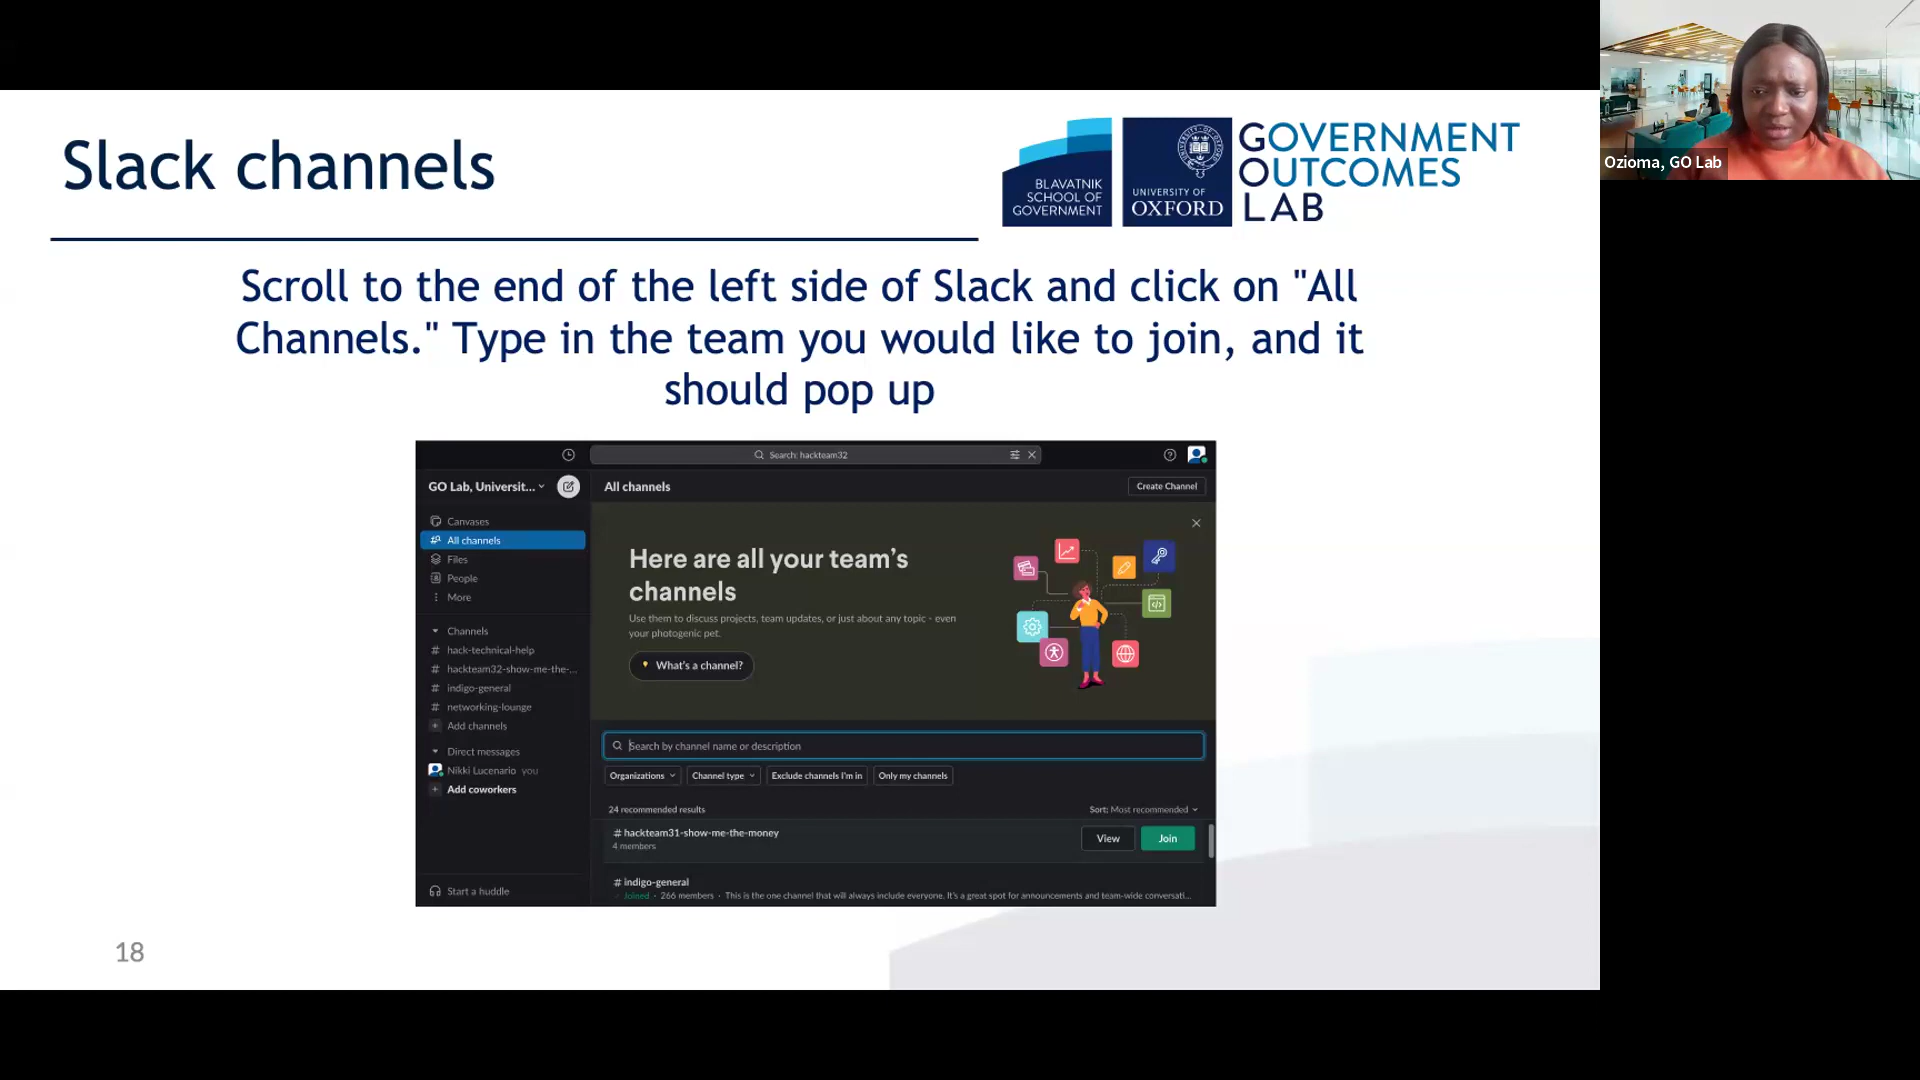 Slack channels
BLAVATNIK
SCHOOL OF
GOVERNMENT
UNIVERSITY OF
OXFORD
GOVERNMENT
OUTCOMES
LAB
Ozioma, GO Lab
Scroll to the end of the left side of Slack and click on "All
Channels." Type in the team you would like to join, and it
should pop up
Search: hackteam32
GO Lab, Universit...
All channels
Create Channel
Canvases
All channels
Files
People
More
Channels
# hack-technical-help
# hackteam32-show-me-the-...
# indigo-general
# networking-lounge
+ Add channels
Direct messages
Nikki Lucenario you
+ Add coworkers
Start a huddle
Here are all your team's
channels
Use them to discuss projects, team updates, or just about any topic - even
your photogenic pet.
What's a channel?
Search by channel name or description
Organizations
Channel type
Exclude channels I'm in
Only my channels
24 recommended results
Sort: Most recommended
# hackteam31-show-me-the-money
4 members
View
Join
# indigo-general
Joined · 266 members · This is the one channel that will always include everyone. It's a great spot for announcements and team-wide conversati...
18